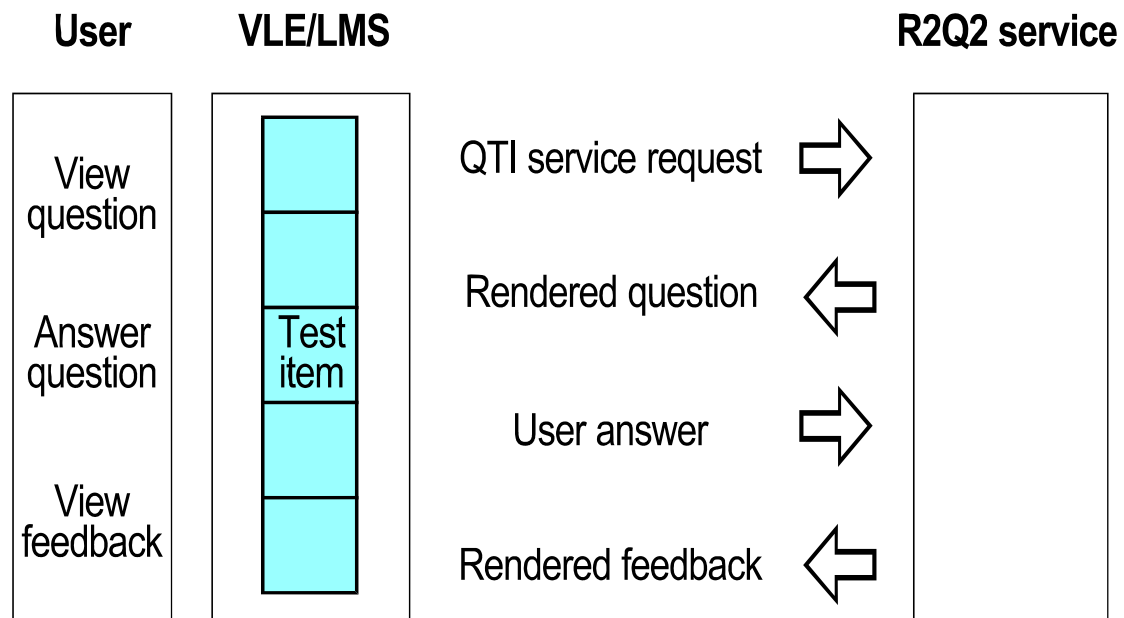 User
VLE/LMS
R2Q2 service
View
question
Answer
question
View
feedback
Test
item
QTI service request
Rendered question
User answer
Rendered feedback